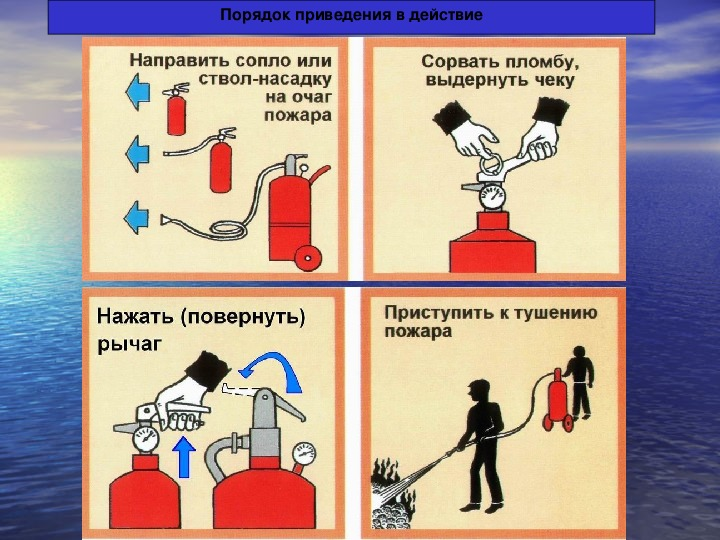 Порядок приведения в действие
Направить сопло или
ствол-насадку
на очаг
пожара
Сорвать пломбу,
выдернуть чеку
Нажать (повернуть)
рычаг
Приступить к тушению
пожара